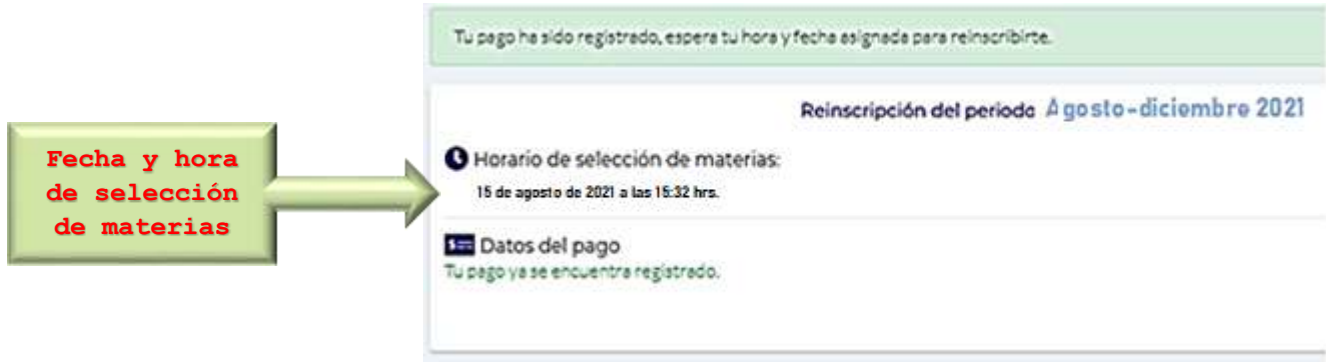 Tu pago ha sido registrado, espera tu hora y fecha asignada para reinscribirte.
Reinscripción del periodo Agosto-diciembre 2021
Fecha y hora
de selección
de materias
Horario de selección de materias:
15 de agosto de 2021 a las 15:32 hrs.
Datos del pago
Tu pago ya se encuentra registrado.